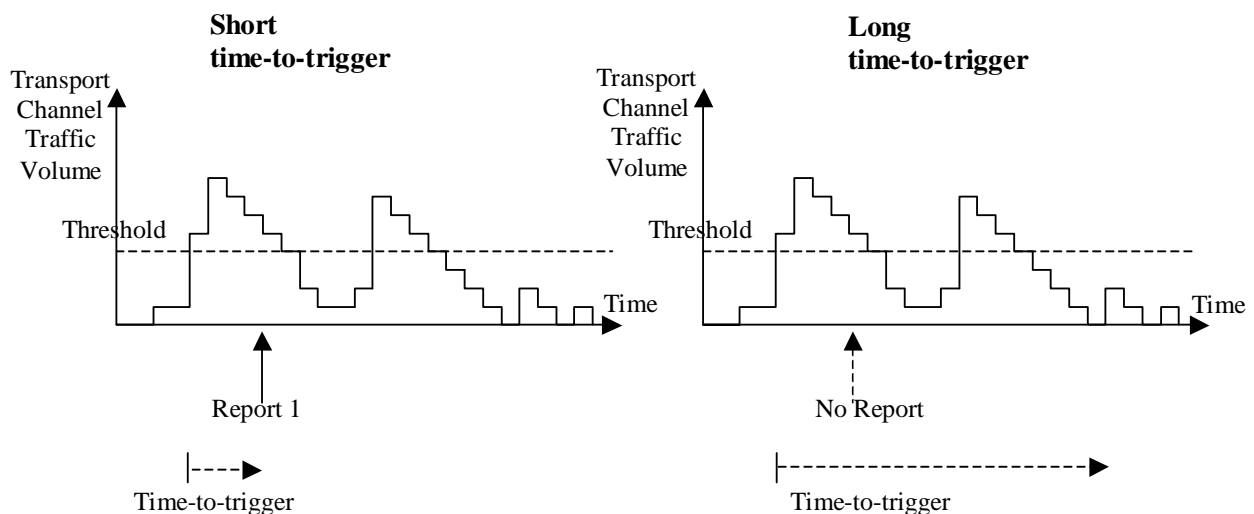 Short
time-to-trigger
Transport
Channel
Traffic
Volume
Threshold
Time
Report 1
Time-to-trigger
Long
time-to-trigger
Transport
Channel
Traffic
Volume
Threshold
Time
No Report
Time-to-trigger